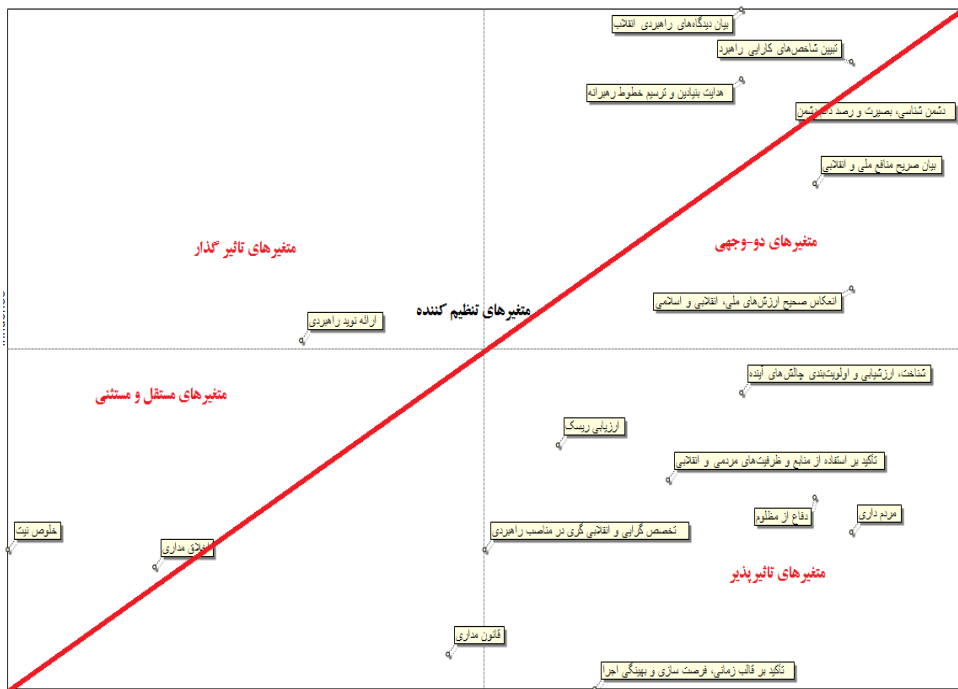 بیان دیدگاه‌های راهبردی انقلاب
تبیین شاخص‌های کارایی راهبرد
هدایت بنیادین و ترسیم خطوط رهبرانه
دشمن شناسی، بصیرت و رصد دائم دشمن
بیان صریح منافع ملی و انقلابی
متغیرهای دو-وجهی
متغیرهای تاثیر گذار
انعکاس صحیح ارزش‌های ملی، انقلابی و اسلامی
متغیرهای تنظیم کننده
ارائه نوید راهبردی
شناخت، ارزشیابی و اولویت‌بندی چالش‌های آینده
متغیرهای مستقل و مستثنی
ارزیابی ریسک
تأکید بر استفاده از منابع و ظرفیت‌های مردمی و انقلابی
مردم داری
دفاع از مظلوم
تخصص گرایی و انقلابی گری در مناصب راهبردی
خلوص نیت
اخلاق مداری
متغیرهای تاثیرپذیر
قانون مداری
تأکید بر قالب زمانی، فرصت سازی و بهینگی اجرا